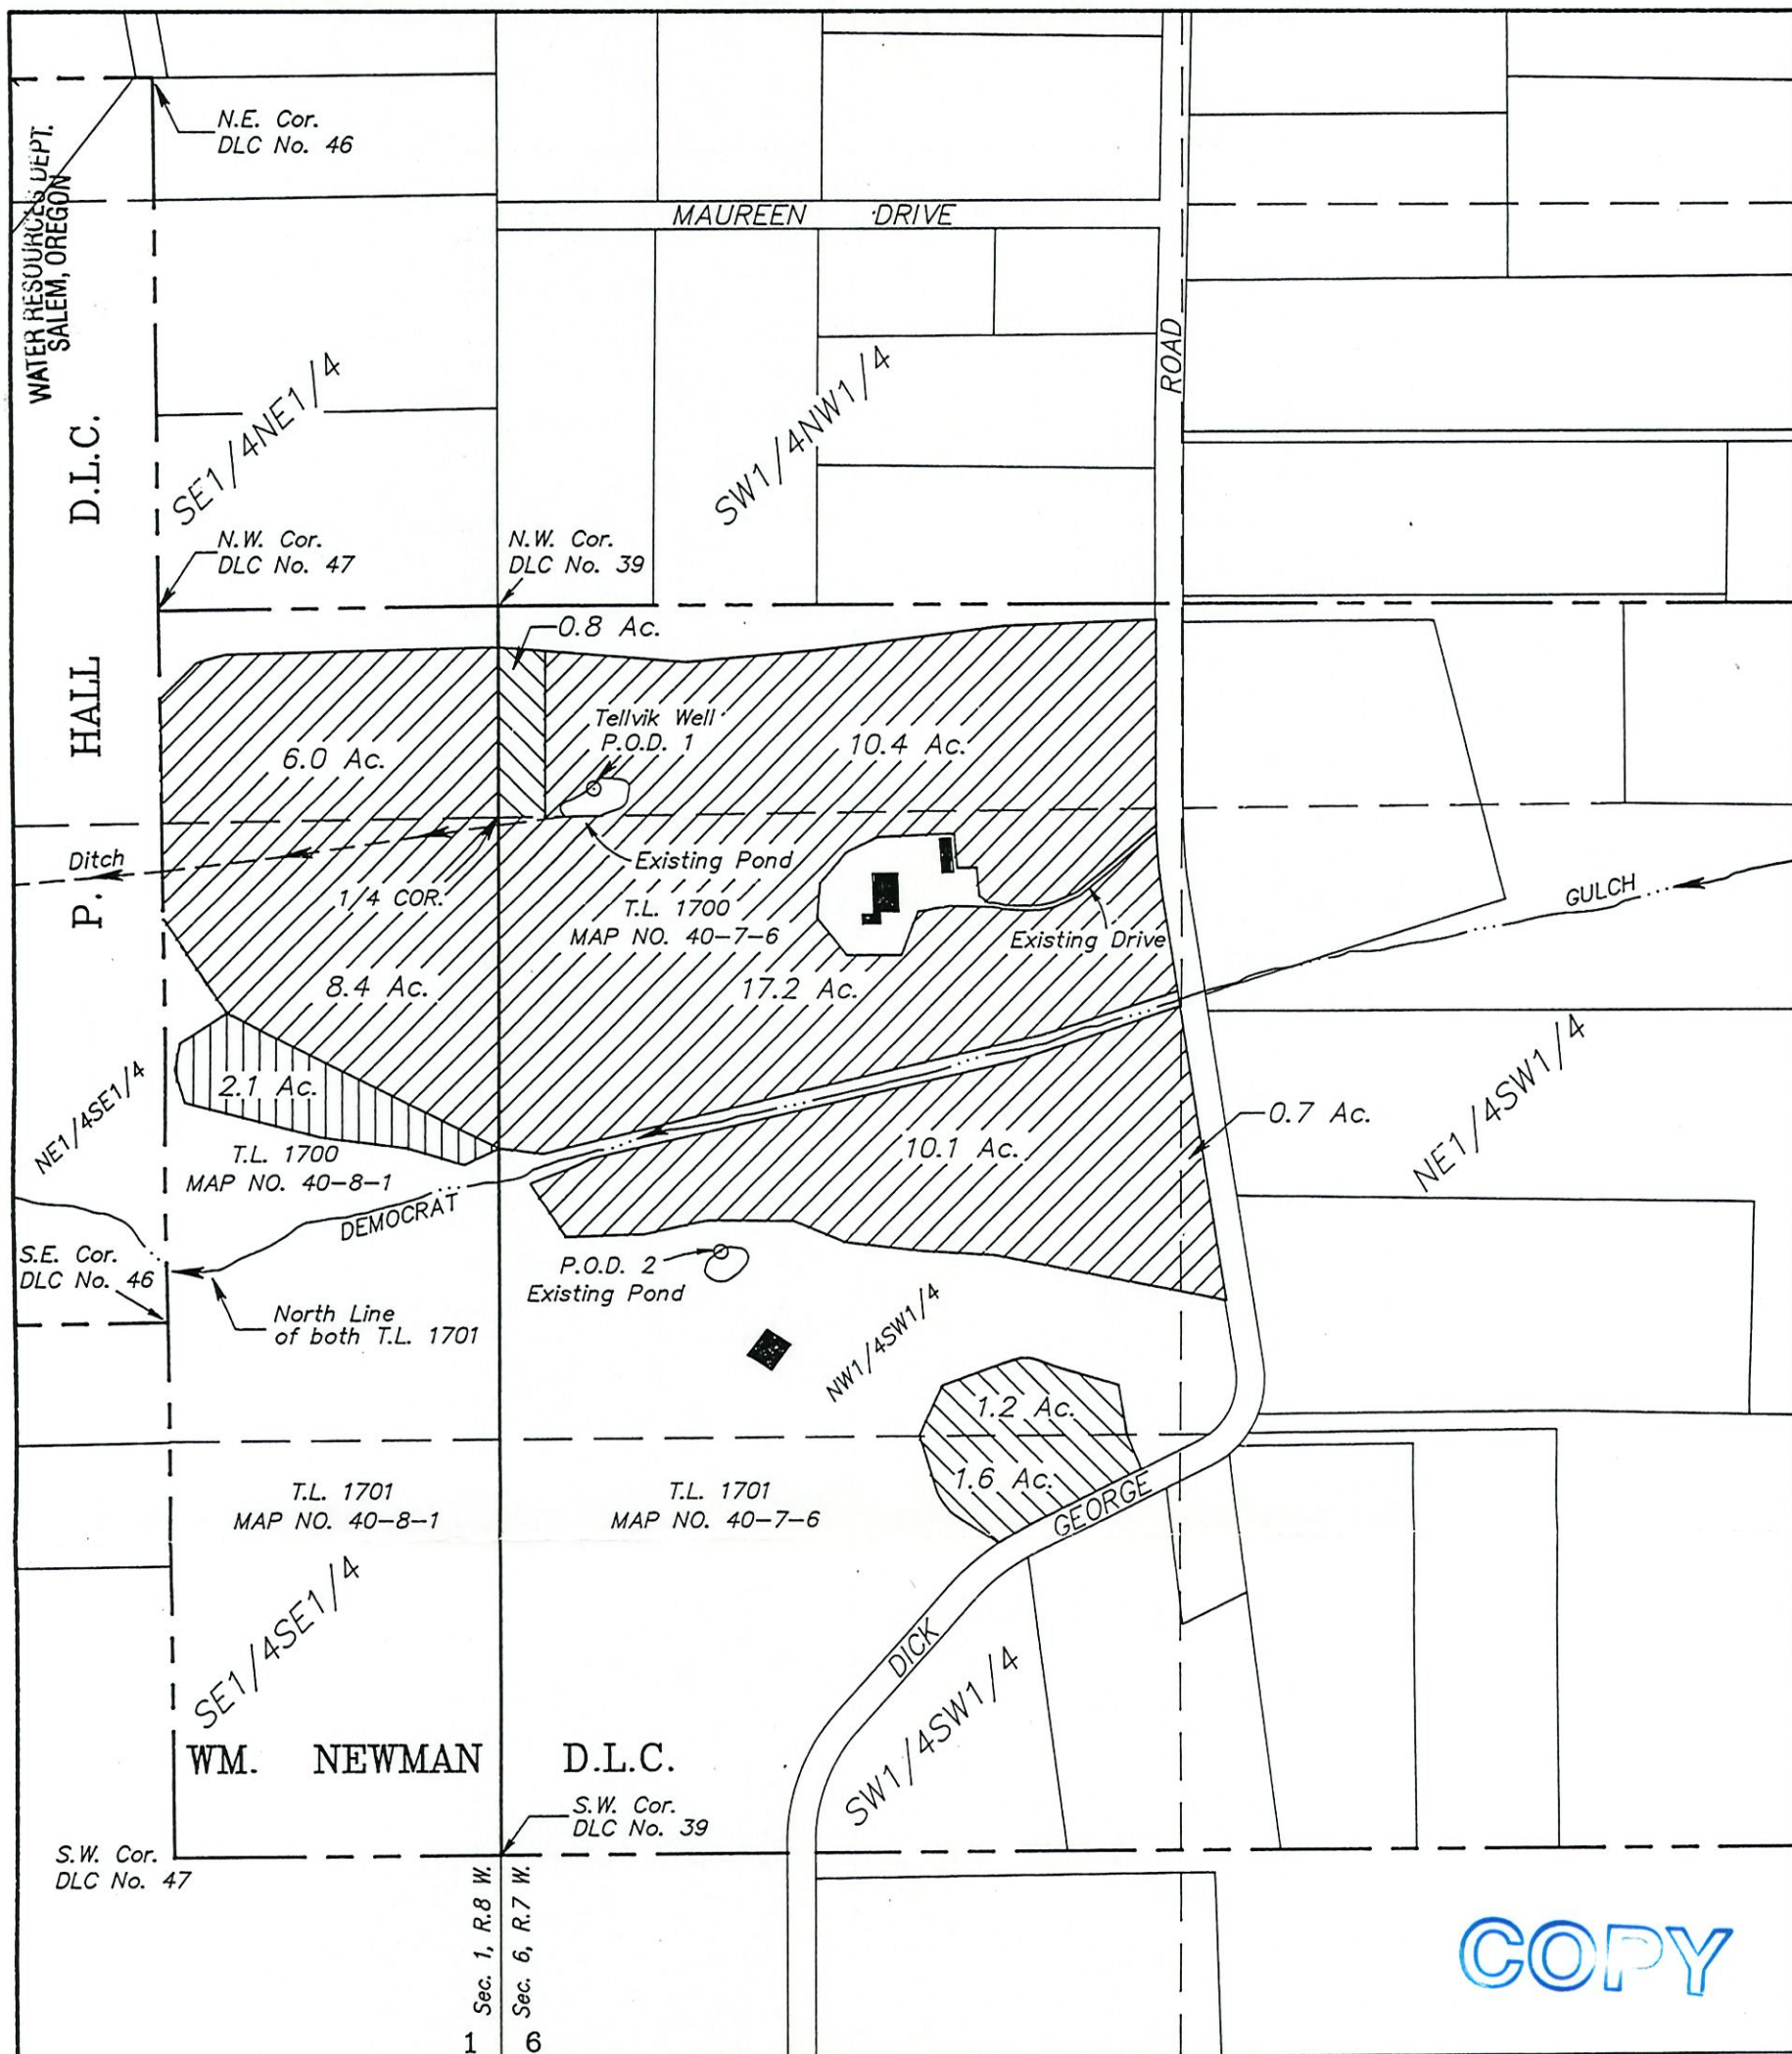 N.E. Cor.
DLC No. 46
WATER RESOURCES DEPT.
SALEM, OREGON
MAUREEN DRIVE
ROAD
SE1/4NE1/4
SW1/4NW1/4
P. HALL D.L.C.
N.W. Cor.
DLC No. 47
N.W. Cor.
DLC No. 39
0.8 Ac.
Tellvik Well
P.O.D. 1
6.0 Ac.
10.4 Ac.
Ditch
Existing Pond
1/4 COR.
T.L. 1700
MAP NO. 40-7-6
Existing Drive
GULCH
8.4 Ac.
17.2 Ac.
2.1 Ac.
NE1/4SE1/4
NE1/4SW1/4
0.7 Ac.
10.1 Ac.
T.L. 1700
MAP NO. 40-8-1
DEMOCRAT
S.E. Cor.
DLC No. 46
P.O.D. 2
Existing Pond
North Line
of both T.L. 1701
NW1/4SW1/4
1.2 Ac.
1.6 Ac.
T.L. 1701
MAP NO. 40-8-1
T.L. 1701
MAP NO. 40-7-6
GEORGE
DICK
SE1/4SE1/4
SW1/4SW1/4
WM. NEWMAN D.L.C.
S.W. Cor.
DLC No. 39
S.W. Cor.
DLC No. 47
Sec. 1, R.8 W.
Sec. 6, R.7 W.
1 6
COPY